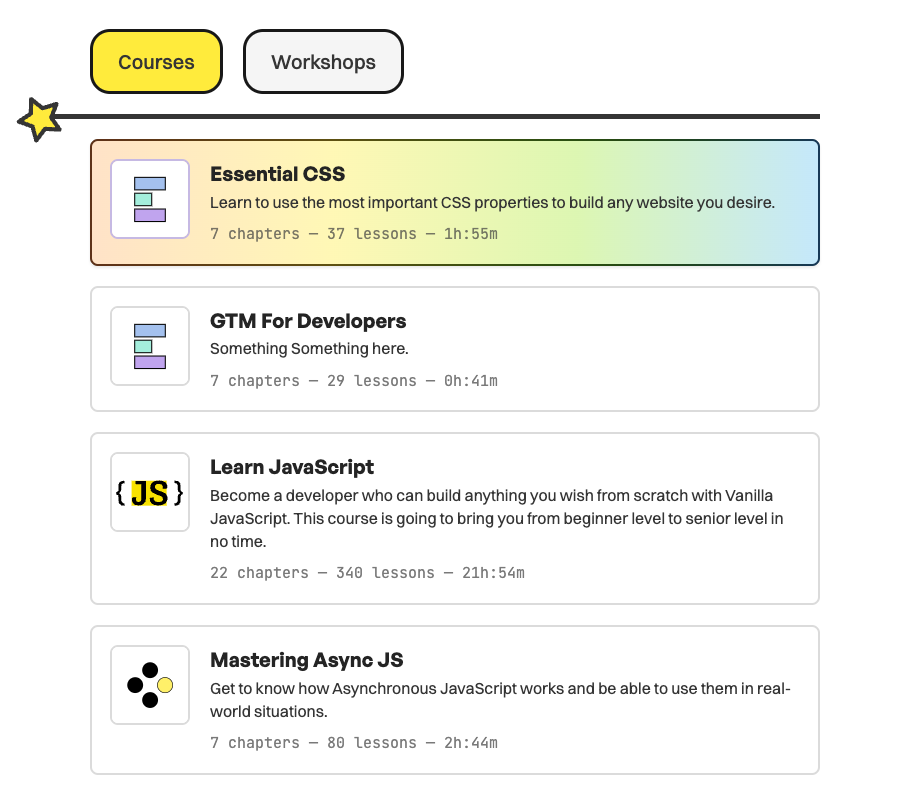 Courses
Workshops
Essential CSS
Learn to use the most important CSS properties to build any website you desire.
7 chapters — 37 lessons — 1h:55m
GTM For Developers
Something Something here.
7 chapters — 29 lessons — 0h:41m
{ JS }
Learn JavaScript
Become a developer who can build anything you wish from scratch with Vanilla
JavaScript. This course is going to bring you from beginner level to senior level in
no time.
22 chapters — 340 lessons — 21h:54m
Mastering Async JS
Get to know how Asynchronous JavaScript works and be able to use them in real-
world situations.
7 chapters — 80 lessons — 2h:44m